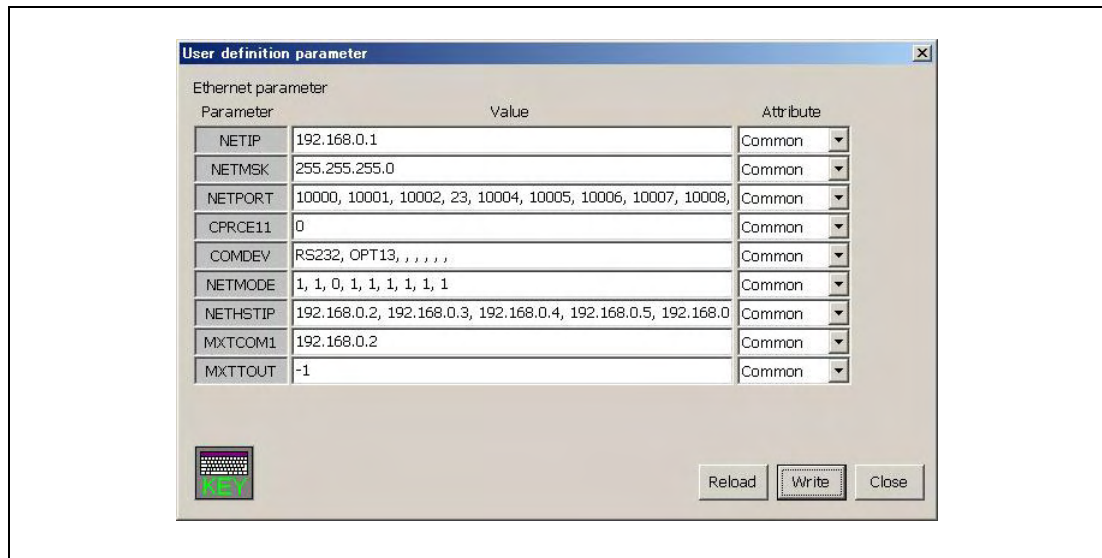 User definition parameter
Ethernet parameter
Parameter Value Attribute
NETIP 192.168.0.1 Common
NETMSK 255.255.255.0 Common
NETPORT 10000, 10001, 10002, 23, 10004, 10005, 10006, 10007, 10008, Common
CPRCE11 0 Common
COMDEV RS232, OPT13, , , , , , Common
NETMODE 1, 1, 0, 1, 1, 1, 1, 1, 1 Common
NETHSTIP 192.168.0.2, 192.168.0.3, 192.168.0.4, 192.168.0.5, 192.168.0 Common
MXTCOM1 192.168.0.2 Common
MXTTOUT -1 Common
KEY
Reload Write Close